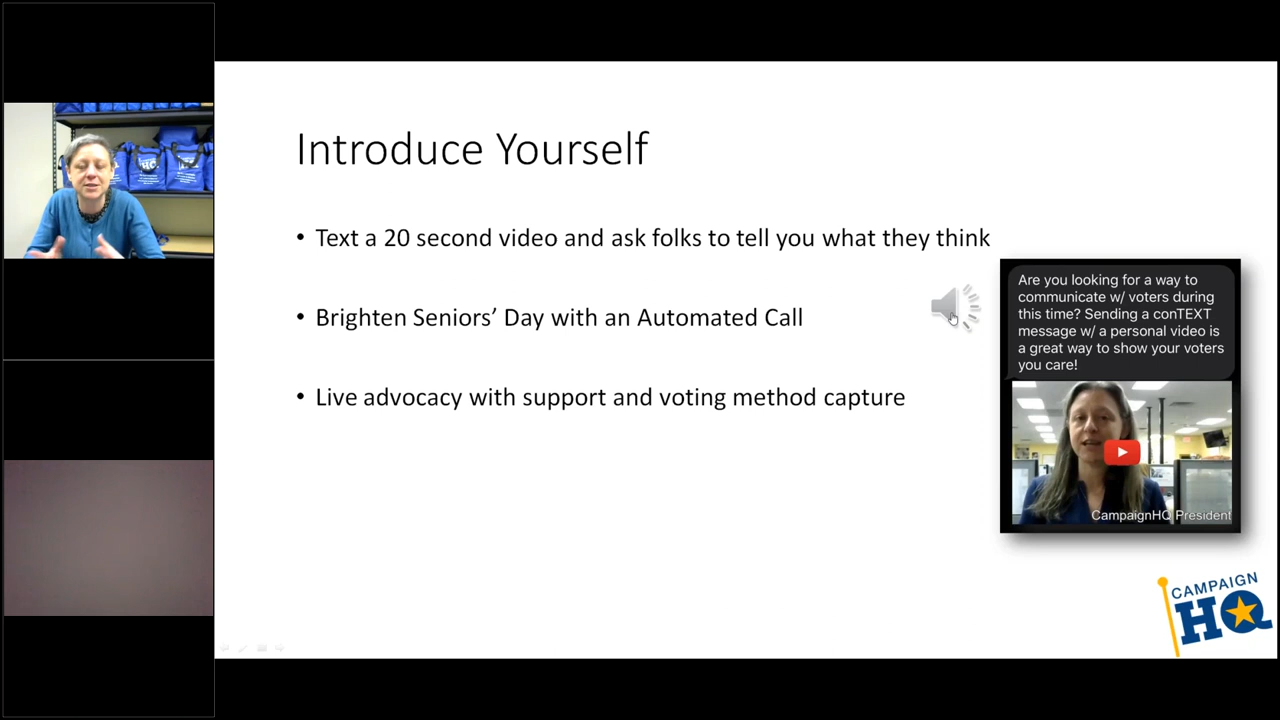 Introduce Yourself
• Text a 20 second video and ask folks to tell you what they think
• Brighten Seniors’ Day with an Automated Call
• Live advocacy with support and voting method capture
Are you looking for a way to
communicate w/ voters during
this time? Sending a conTEXT
message w/ a personal video is
a great way to show your voters
you care!
CampaignHQ President
CAMPAIGN
HQ
HQ